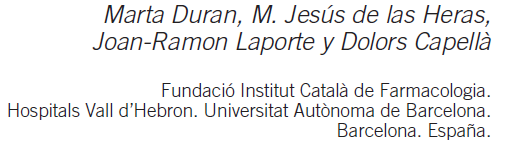 Marta Duran, M. Jesús de las Heras,
Joan-Ramon Laporte y Dolors Capellà
Fundació Institut Català de Farmacologia.
Hospitals Vall d'Hebron. Universitat Autònoma de Barcelona.
Barcelona. España.